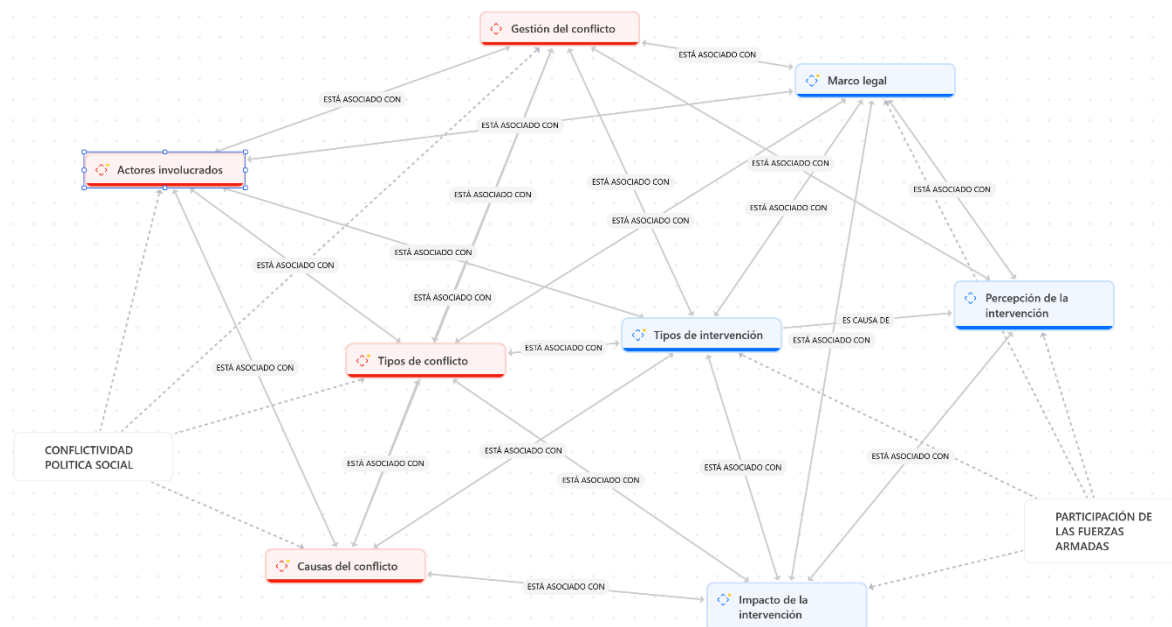 Gestión del conflicto
ESTÁ ASOCIADO CON
Marco legal
ESTÁ ASOCIADO CON
ESTÁ ASOCIADO CON
Actores involucrados
ESTÁ ASOCIADO CON
ESTÁ ASOCIADO CON
ESTÁ ASOCIADO CON
ESTÁ ASOCIADO CON
ESTÁ ASOCIADO CON
ESTÁ ASOCIADO CON
ESTÁ ASOCIADO CON
ESTÁ ASOCIADO CON
ESTÁ ASOCIADO CON
ESTÁ ASOCIADO CON
Percepción de la
intervención
ES CAUSA DE
Tipos de intervención
ESTÁ ASOCIADO CON
ESTÁ ASOCIADO CON
Tipos de conflicto
ESTÁ ASOCIADO CON
CONFLICTIVIDAD
POLITICA SOCIAL
ESTÁ ASOCIADO CON
ESTÁ ASOCIADO CON
ESTÁ ASOCIADO CON
ESTÁ ASOCIADO CON
ESTÁ ASOCIADO CON
PARTICIPACIÓN DE
LAS FUERZAS
ARMADAS
Causas del conflicto
ESTÁ ASOCIADO CON
Impacto de la
intervención